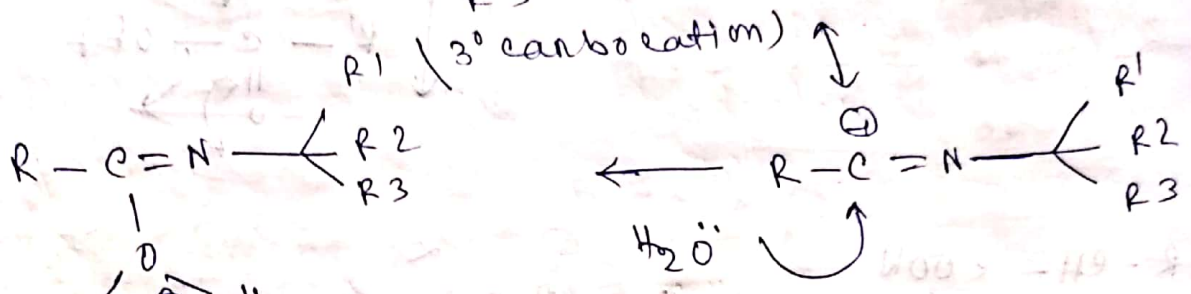 (3° carbocation)
R1 R1
R - C = N R2 R - C = N R2
⊕
R3 R3
H2Ö
O